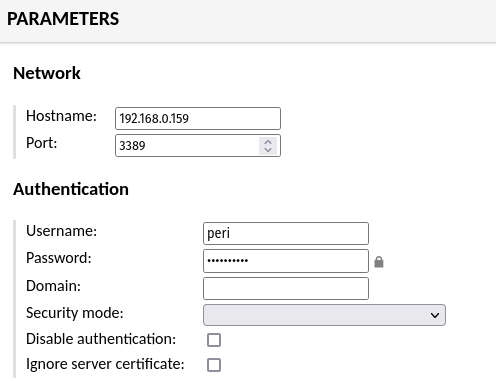 PARAMETERS
Network
Hostname: 192.168.0.159
Port: 3389
Authentication
Username: peri
Password: ••••••••••
Domain:
Security mode:
Disable authentication:
Ignore server certificate: